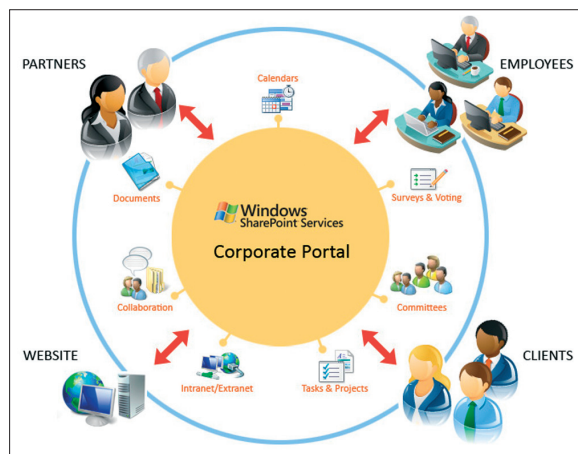 PARTNERS
EMPLOYEES
Calendars
Documents
Surveys & Voting
Windows
SharePoint Services
Corporate Portal
Collaboration
Committees
WEBSITE
CLIENTS
Intranet/Extranet
Tasks & Projects